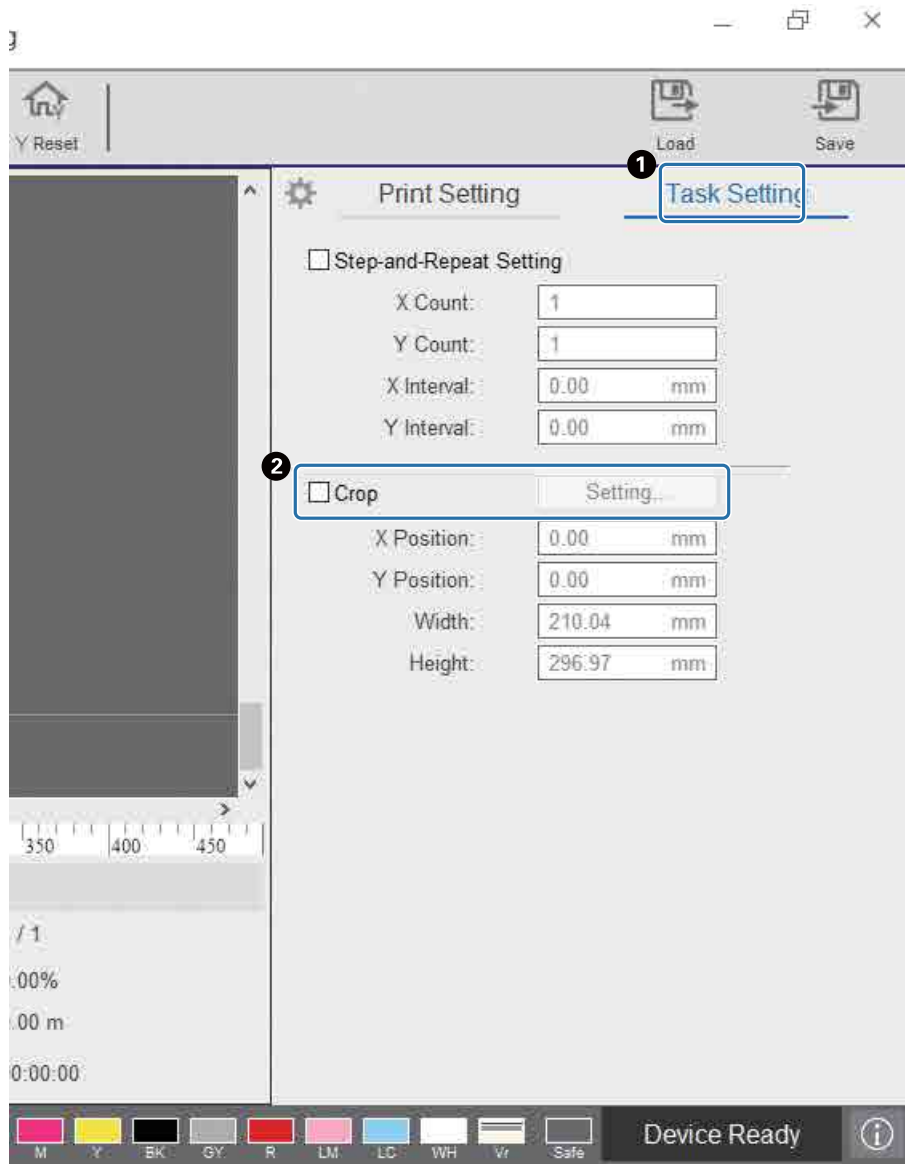 g
Y Reset
Load
Save
1
Print Setting
Task Setting
Step-and-Repeat Setting
X Count: 1
Y Count: 1
X Interval: 0.00 mm
Y Interval: 0.00 mm
2
Crop Setting...
X Position: 0.00 mm
Y Position: 0.00 mm
Width: 210.04 mm
Height: 296.97 mm
350 400 450
/ 1
.00%
.00 m
0:00:00
M Y BK GY R LM LC WH Vr Safe
Device Ready